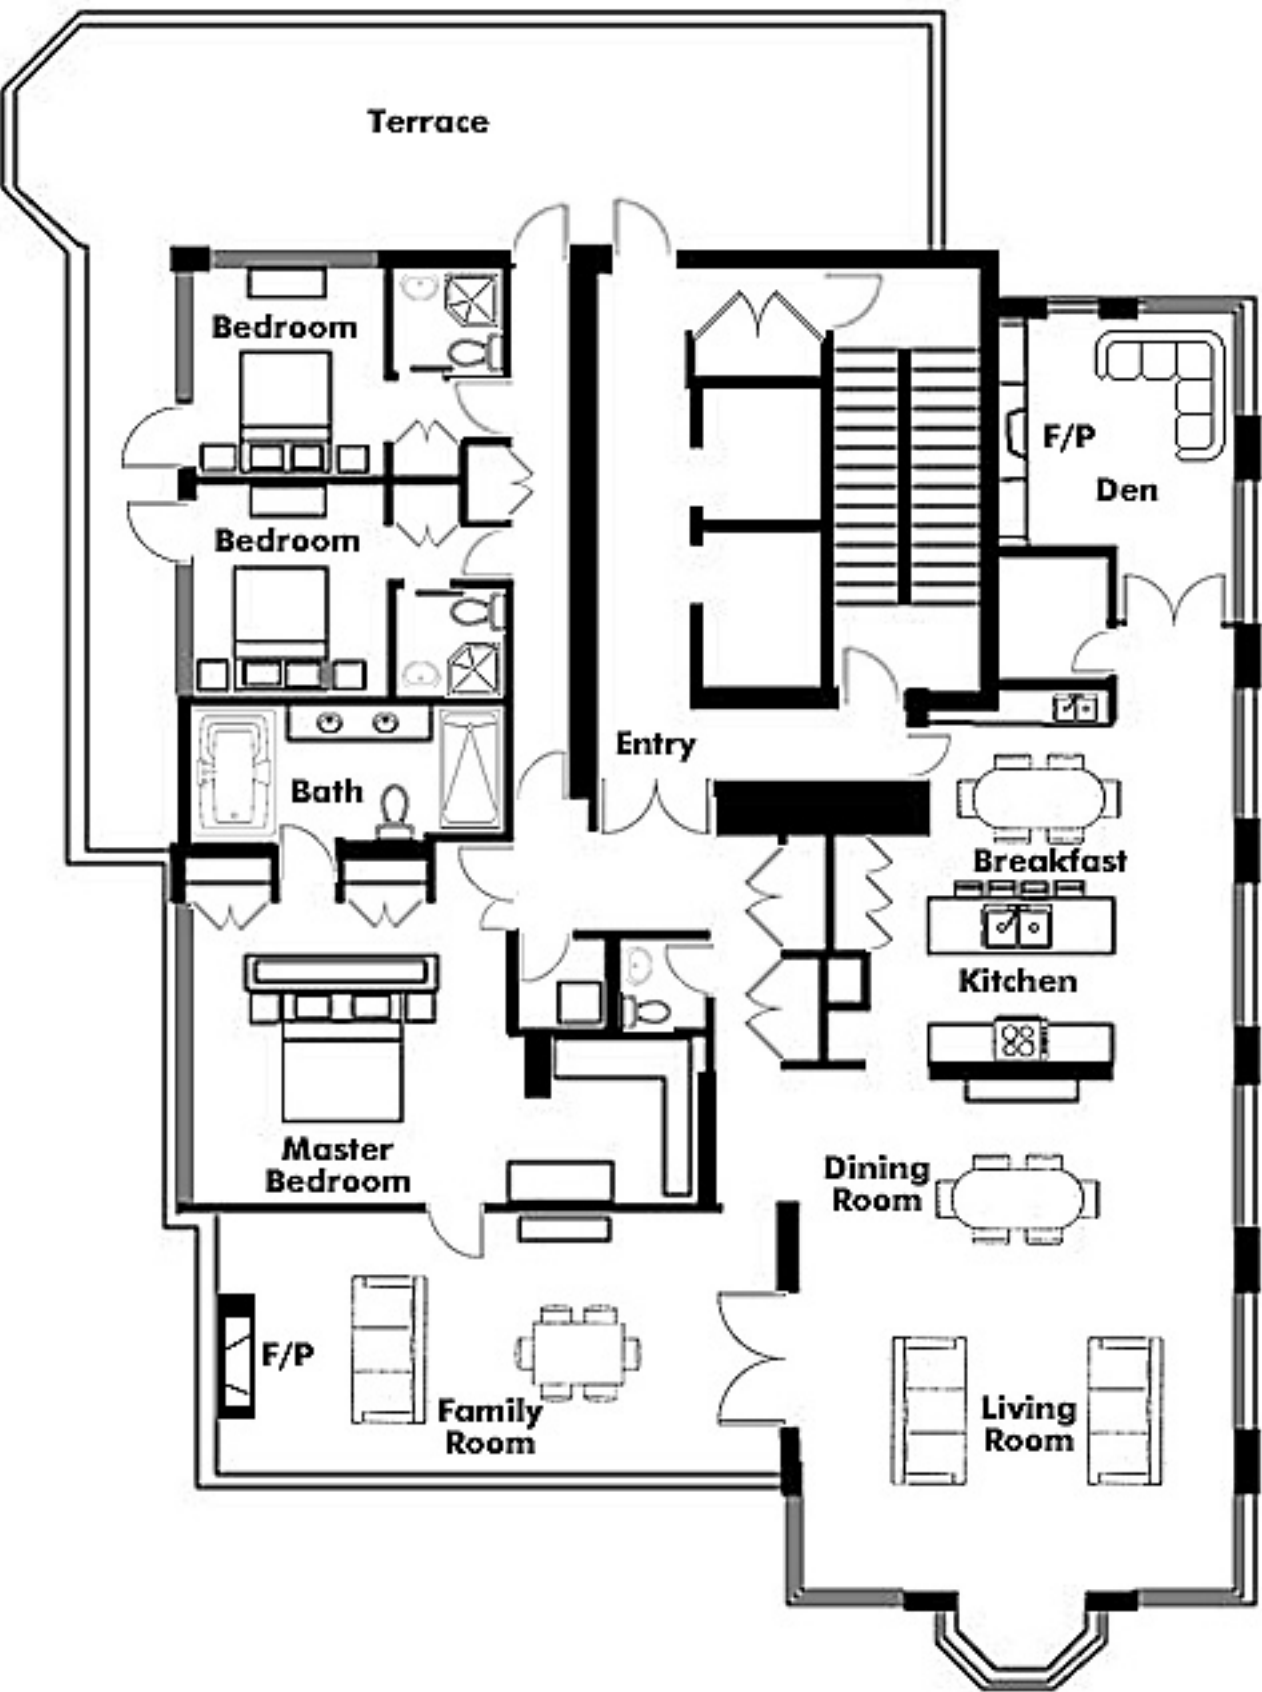 Terrace
Bedroom
F/P
Den
Bedroom
Entry
Bath
Breakfast
Kitchen
Master
Bedroom
Dining
Room
F/P
Family
Room
Living
Room